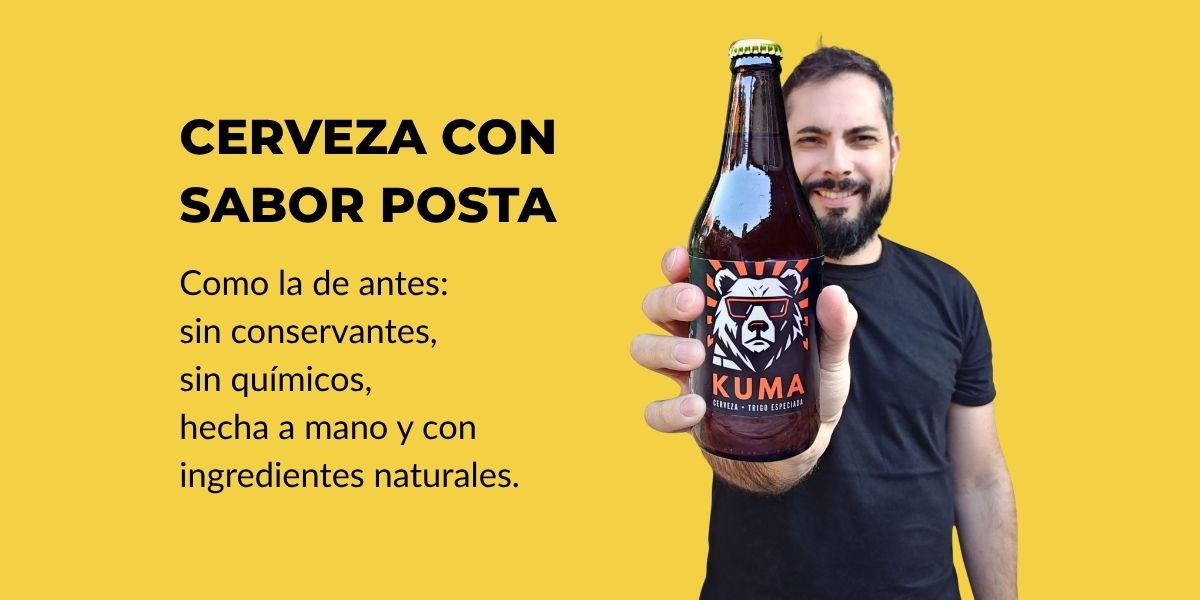 CERVEZA CON
SABOR POSTA
Como la de antes:
sin conservantes,
sin químicos,
hecha a mano y con
ingredientes naturales.
KUMA
CERVEZA - TRIGO ESPECIADA